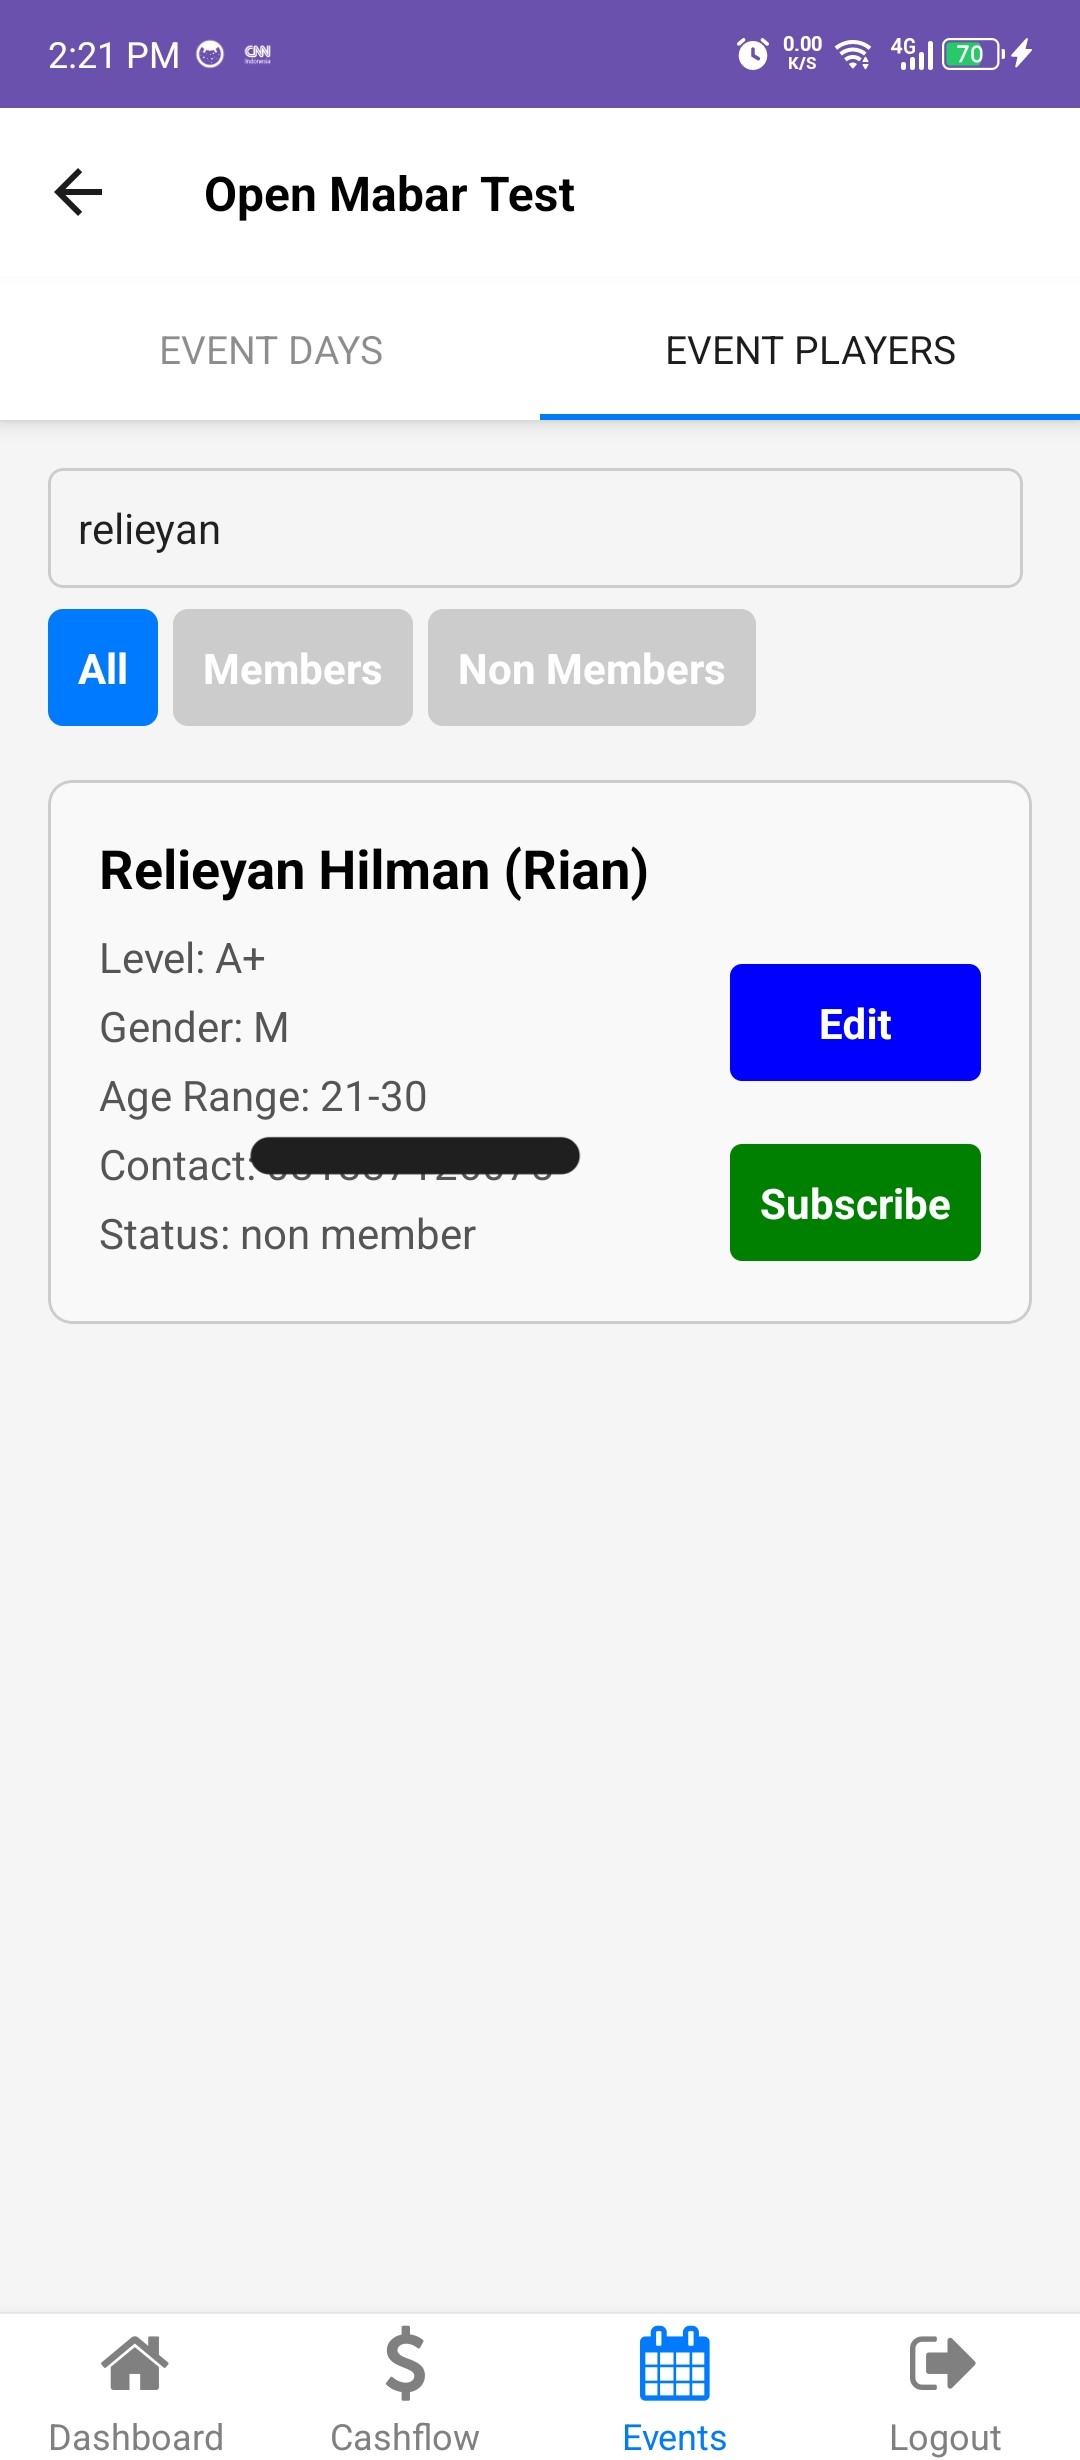 2:21 PM CNN Indonesia 0.00 K/S 4G 70
Open Mabar Test
EVENT DAYS EVENT PLAYERS
relieyan
All Members Non Members
Relieyan Hilman (Rian)
Level: A+
Gender: M
Edit
Age Range: 21-30
Contact:
Subscribe
Status: non member
Dashboard Cashflow Events Logout